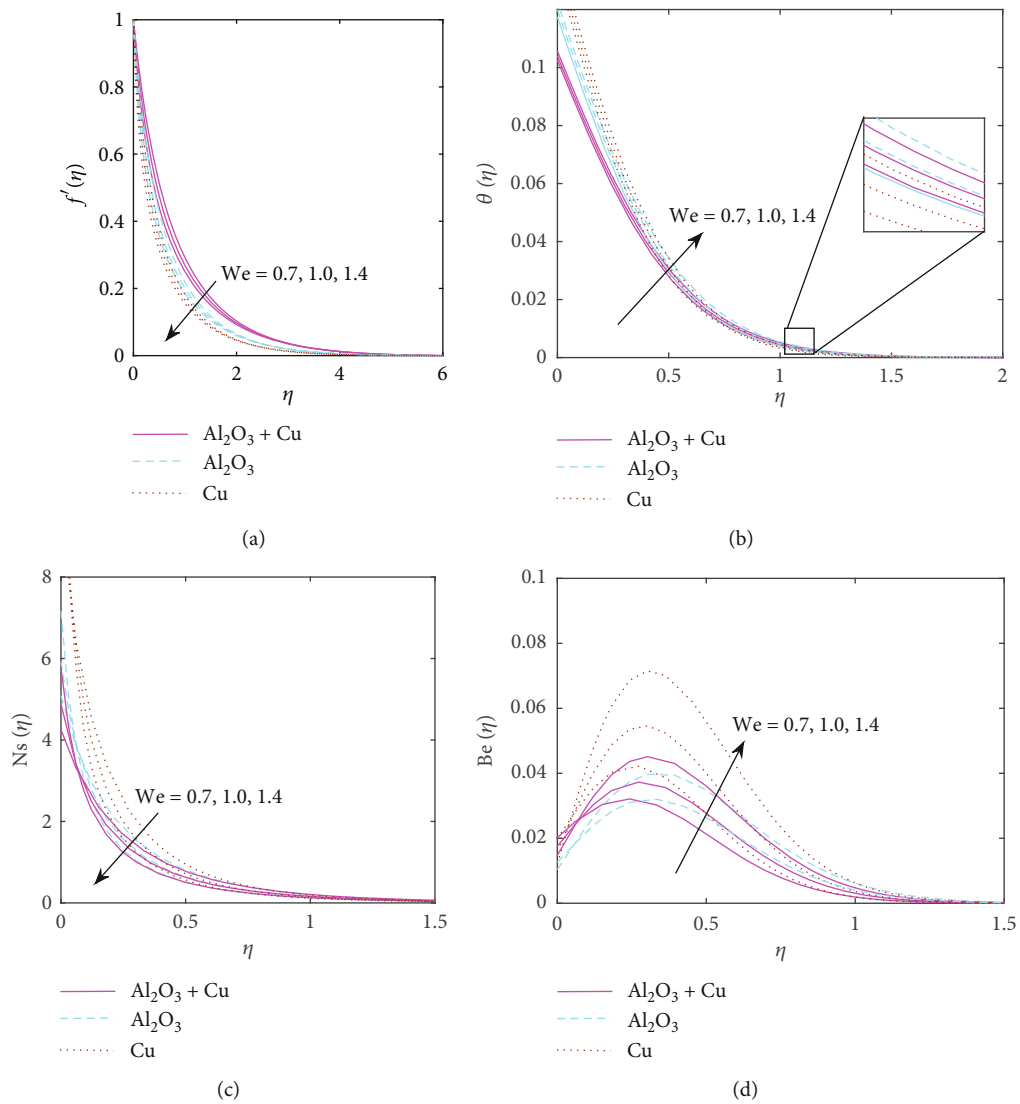 1
0.8
0.6
f′(η)
0.4
0.2
0
We = 0.7, 1.0, 1.4
0 2 4 6
η
Al₂O₃ + Cu
Al₂O₃
Cu
(a)
0.1
0.08
0.06
θ (η)
0.04
0.02
0
We = 0.7, 1.0, 1.4
0 0.5 1 1.5 2
η
Al₂O₃ + Cu
Al₂O₃
Cu
(b)
8
6
Ns (η)
4
2
0
We = 0.7, 1.0, 1.4
0 0.5 1 1.5
η
Al₂O₃ + Cu
Al₂O₃
Cu
(c)
0.1
0.08
0.06
Be (η)
0.04
0.02
0
We = 0.7, 1.0, 1.4
0 0.5 1 1.5
η
Al₂O₃ + Cu
Al₂O₃
Cu
(d)